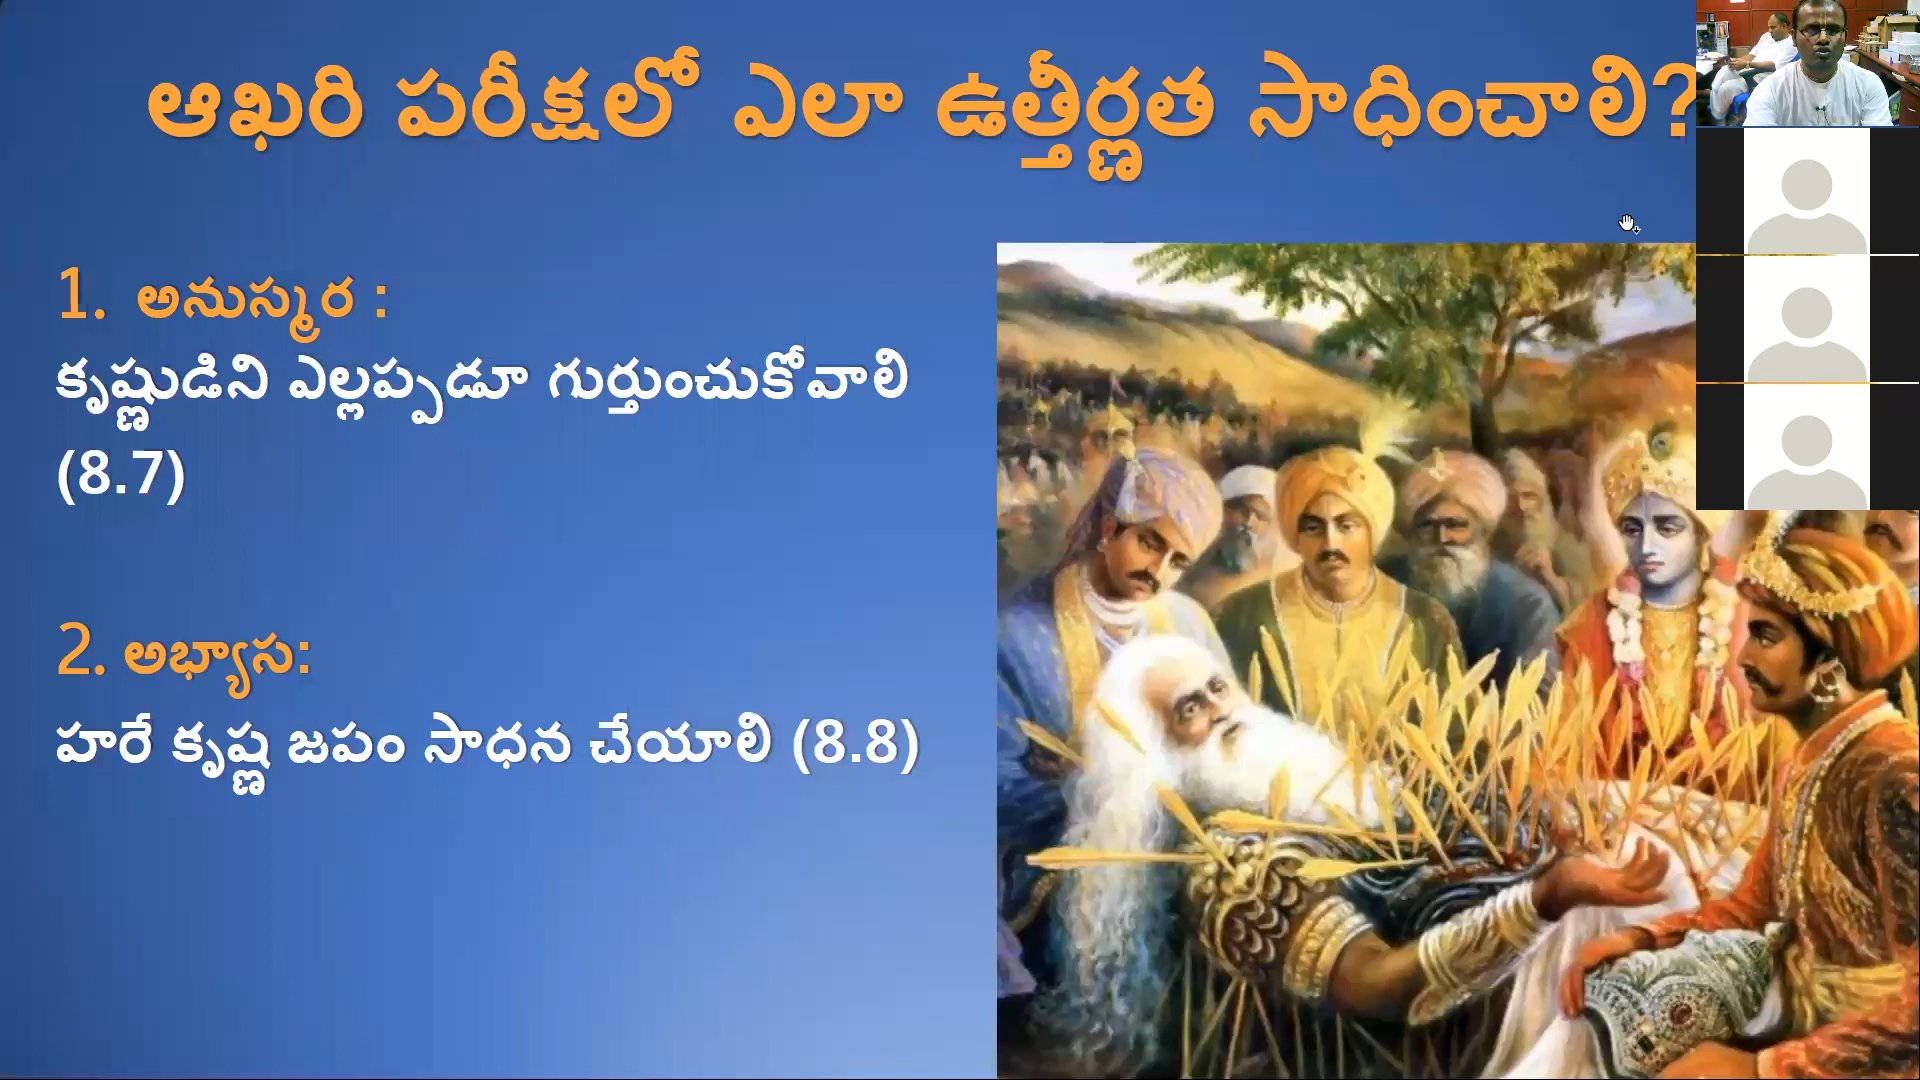 ఆఖరి పరీక్షలో ఎలా ఉత్తీర్ణత సాధించాలి?
1. అనుస్మర :
కృష్ణుడిని ఎల్లప్పడూ గుర్తుంచుకోవాలి
(8.7)
2. అభ్యాస:
హరే కృష్ణ జపం సాధన చేయాలి (8.8)